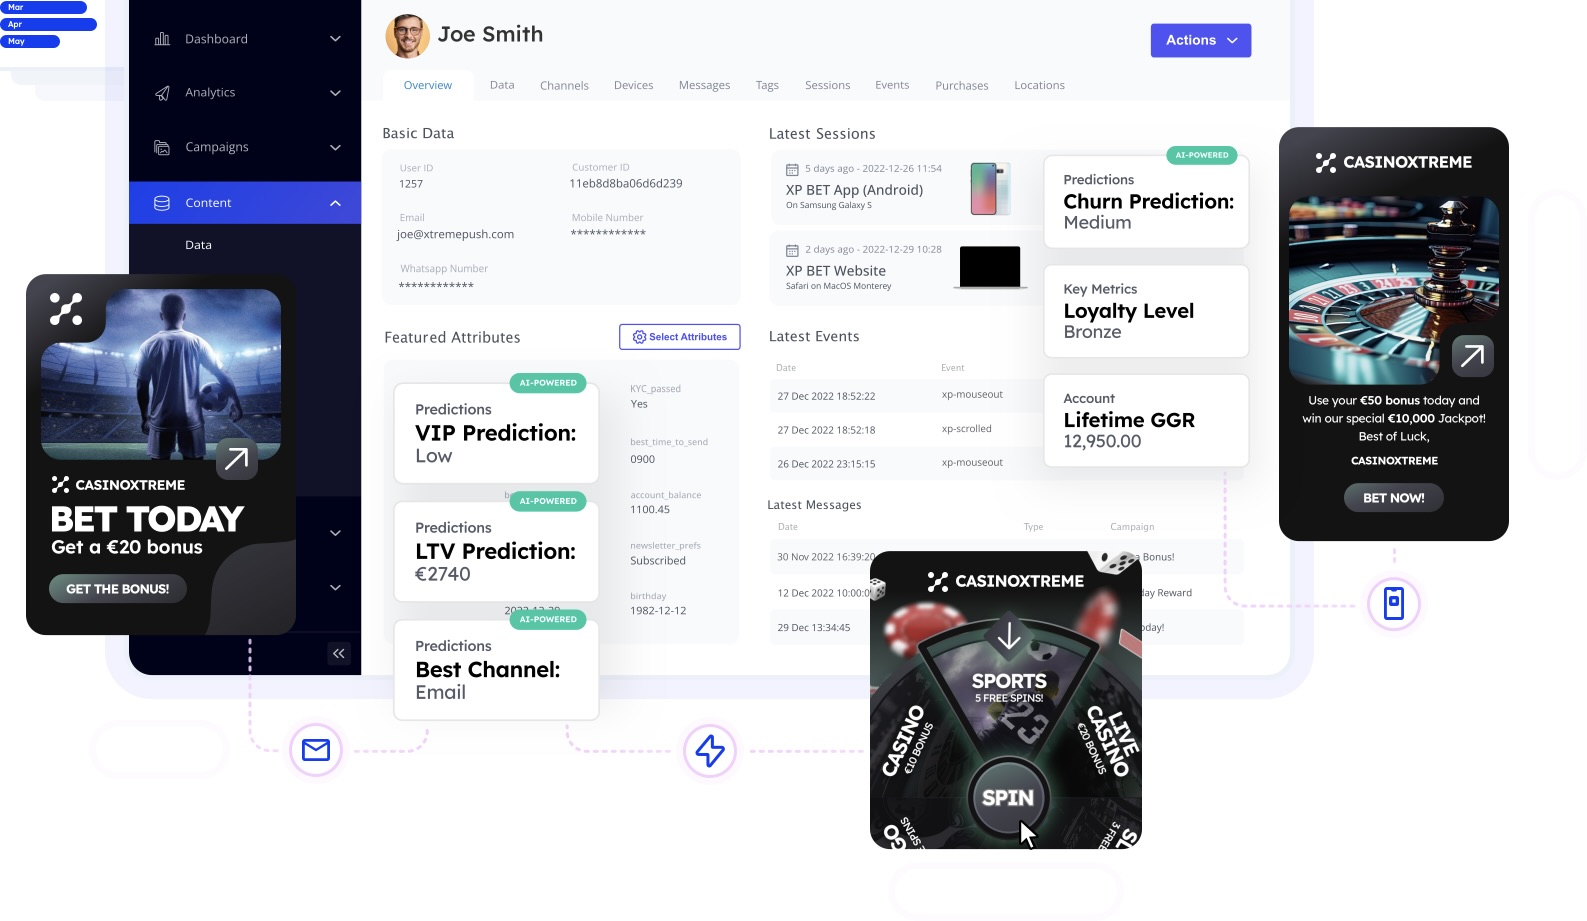 Mar
Apr
May
Dashboard
Analytics
Campaigns
Content
Data
Joe Smith
Actions
Overview
Data
Channels
Devices
Messages
Tags
Sessions
Events
Purchases
Locations
Basic Data
User ID
1257
Customer ID
11eb8d8ba06d6d239
Email
joe@xtremepush.com
Mobile Number
************
Whatsapp Number
************
Featured Attributes
Select Attributes
AI-POWERED
Predictions
VIP Prediction:
Low
AI-POWERED
Predictions
LTV Prediction:
€2740
AI-POWERED
Predictions
Best Channel:
Email
KYC_passed
Yes
best_time_to_send
0900
account_balance
1100.45
newsletter_prefs
Subscribed
birthday
1982-12-12
Latest Sessions
5 days ago - 2022-12-26 11:54
XP BET App (Android)
On Samsung Galaxy S
2 days ago - 2022-12-29 10:28
XP BET Website
Safari on MacOS Monterey
AI-POWERED
Predictions
Churn Prediction:
Medium
Key Metrics
Loyalty Level
Bronze
Account
Lifetime GGR
12,950.00
Latest Events
Date
Event
27 Dec 2022 18:52:22
xp-mouseout
27 Dec 2022 18:52:18
xp-scrolled
26 Dec 2022 23:15:15
xp-mouseout
Latest Messages
Date
Type
Campaign
30 Nov 2022 16:39:20
a Bonus!
12 Dec 2022 10:00:0
day Reward
29 Dec 13:34:45
oday!
CASINOXTREME
BET TODAY
Get a €20 bonus
GET THE BONUS!
CASINOXTREME
SPORTS
5 FREE SPINS!
23
CASINO
€10 BONUS
LIVE
CASINO
€20 BONUS
SPIN
CASINOXTREME
Use your €50 bonus today and
win our special €10,000 Jackpot!
Best of Luck,
CASINOXTREME
BET NOW!